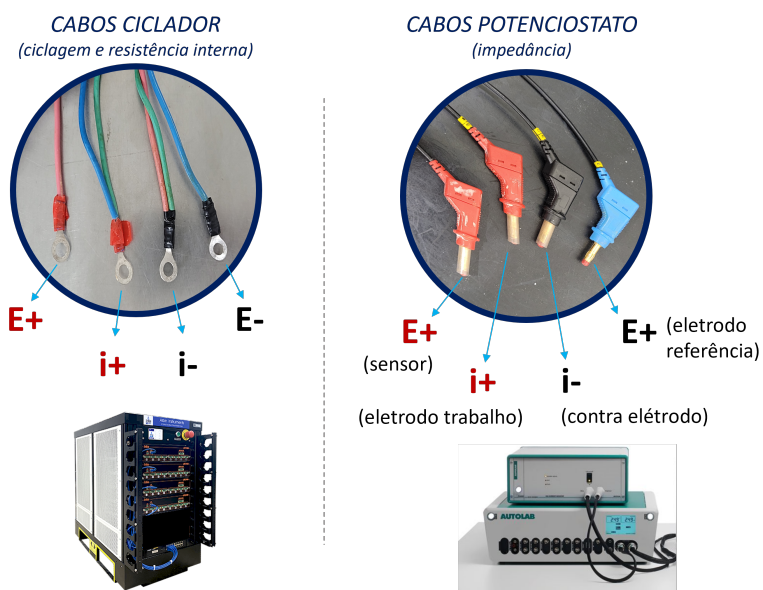 CABOS CICLADOR
(ciclagem e resistência interna)
E+
i+
i-
E-
CABOS POTENCIOSTATO
(impedância)
E+
(sensor)
i+
(eletrodo trabalho)
i-
(contra elétrodo)
E+ (eletrodo
referência)
AUTOLAB